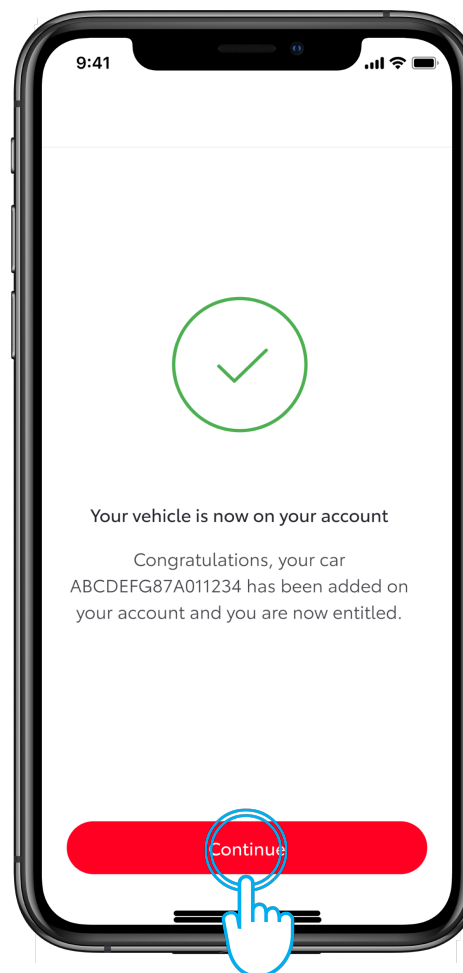 9:41
Your vehicle is now on your account
Congratulations, your car
ABCDEFG87A011234 has been added on
your account and you are now entitled.
Continue